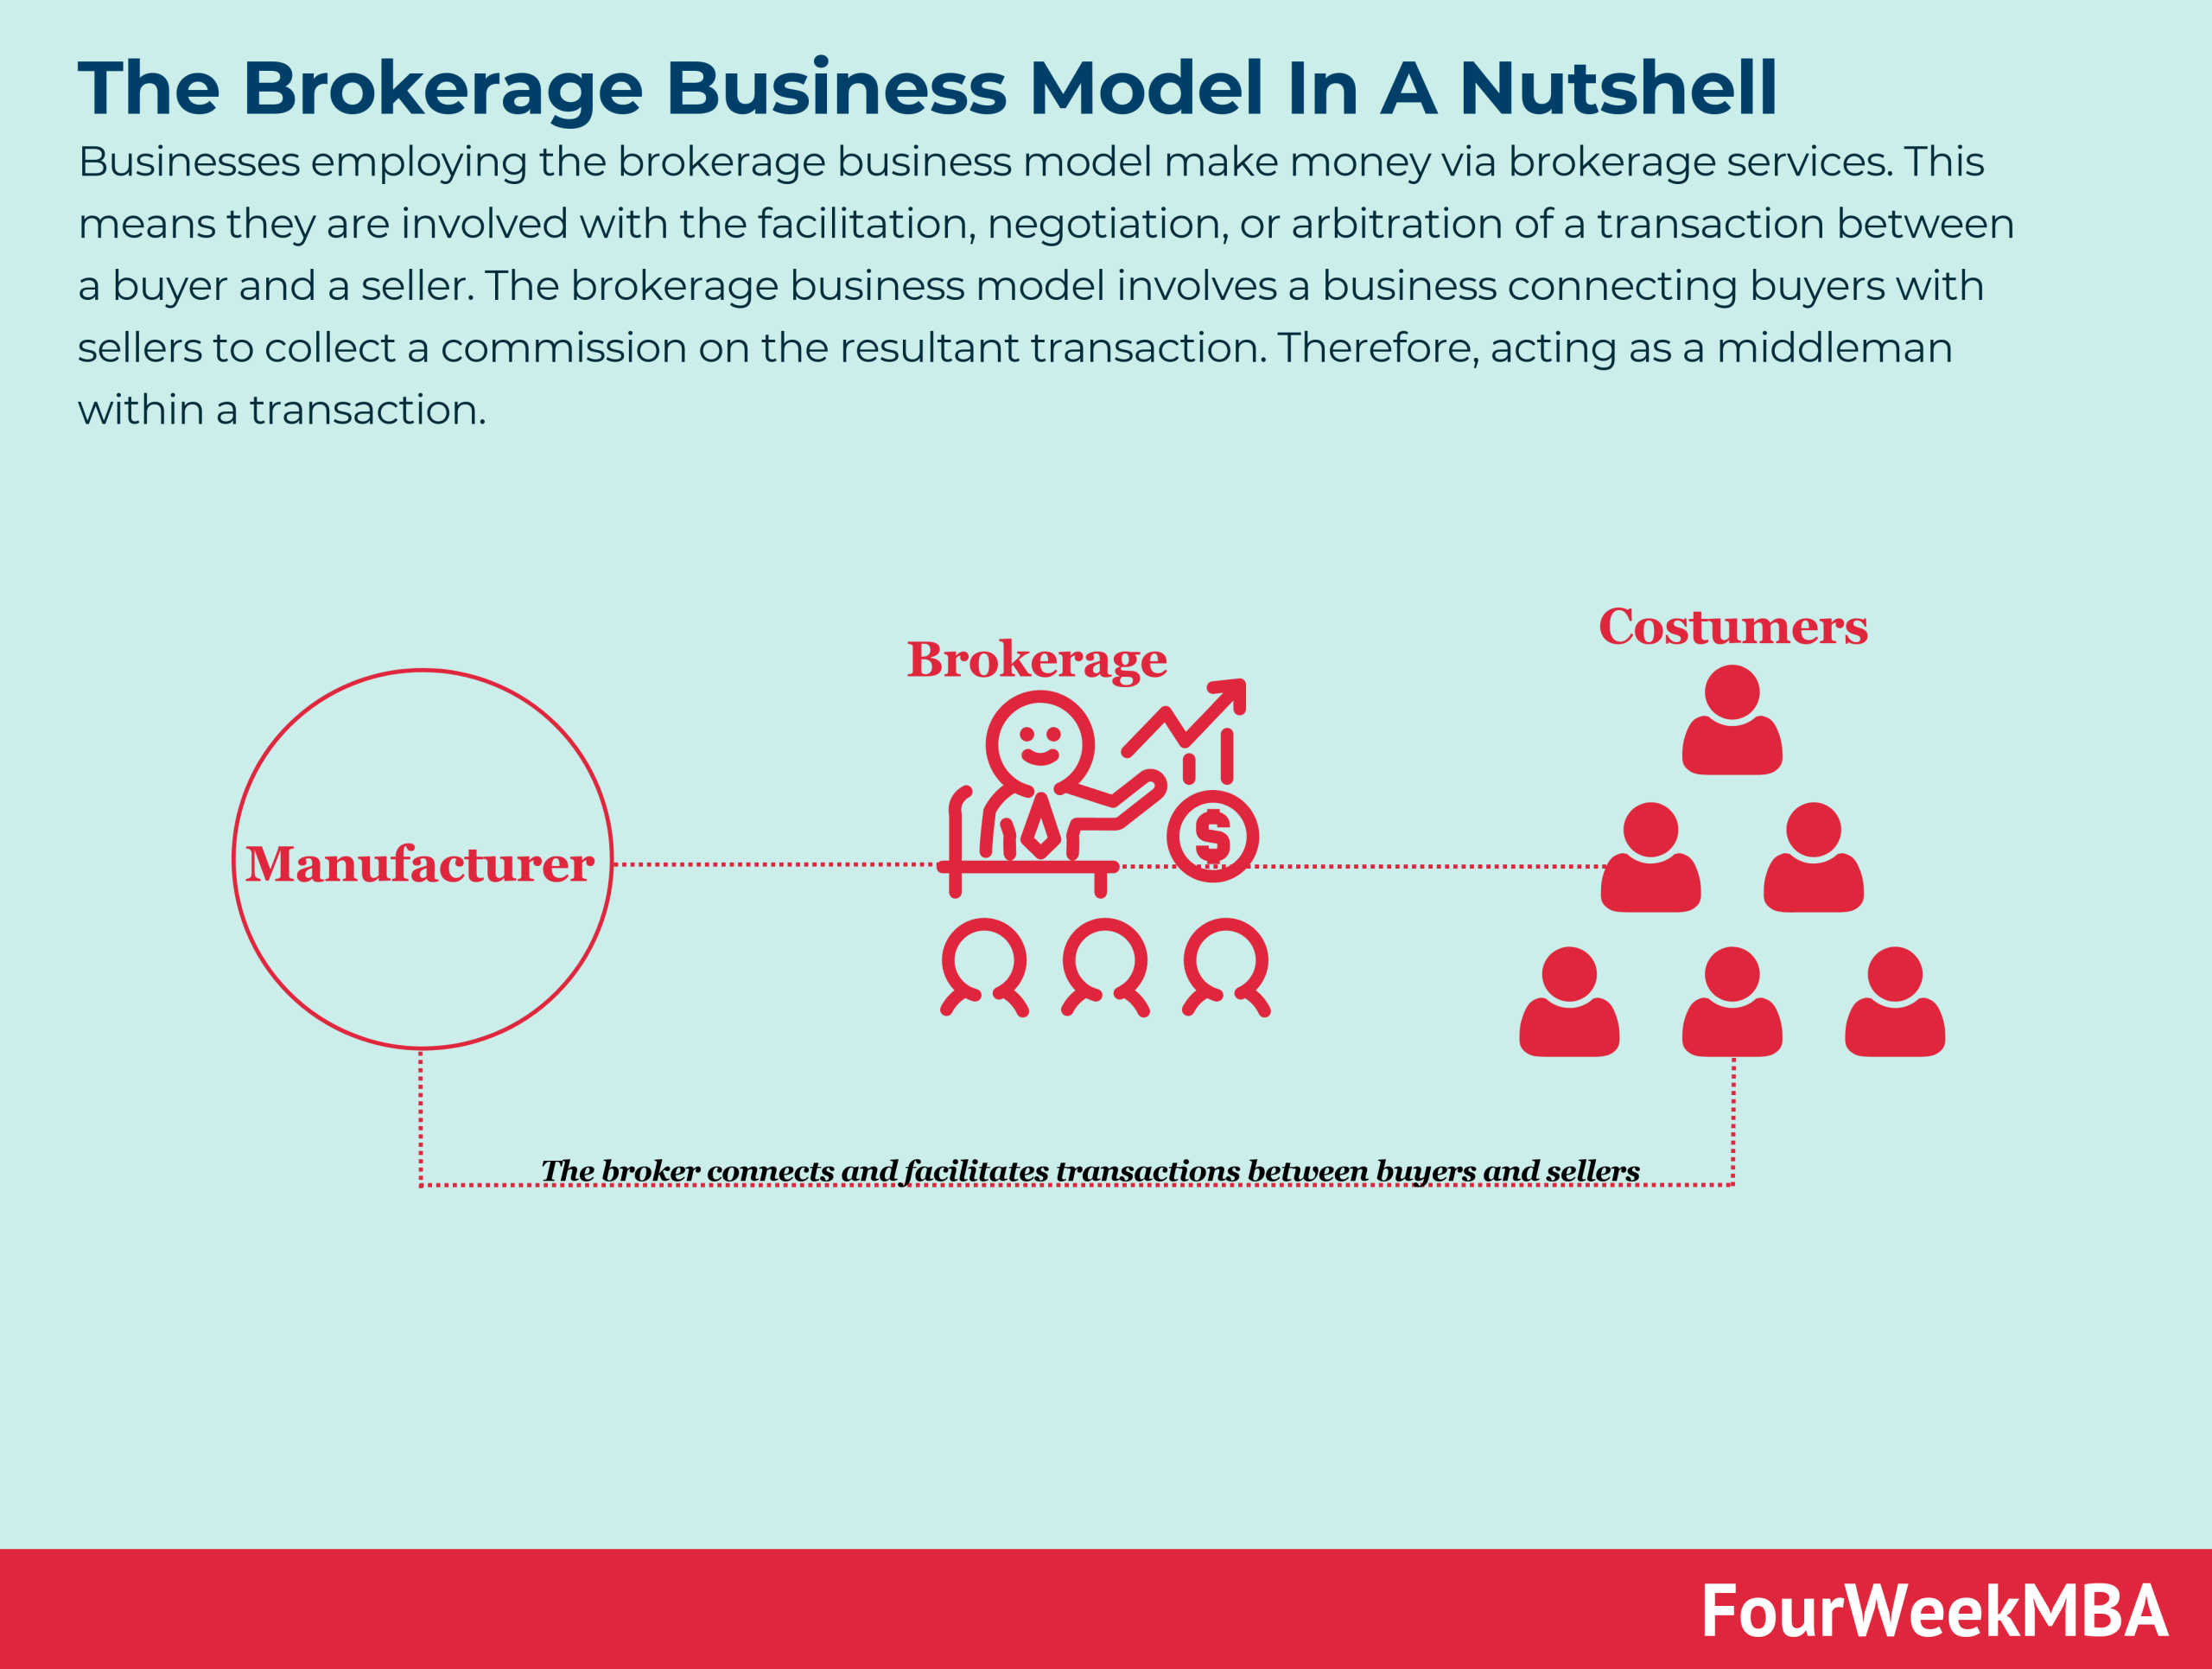 The Brokerage Business Model In A Nutshell
Businesses employing the brokerage business model make money via brokerage services. This
means they are involved with the facilitation, negotiation, or arbitration of a transaction between
a buyer and a seller. The brokerage business model involves a business connecting buyers with
sellers to collect a commission on the resultant transaction. Therefore, acting as a middleman
within a transaction.
Costumers
Brokerage
Manufacturer
$
The broker connects and facilitates transactions between buyers and sellers
FourWeekMBA